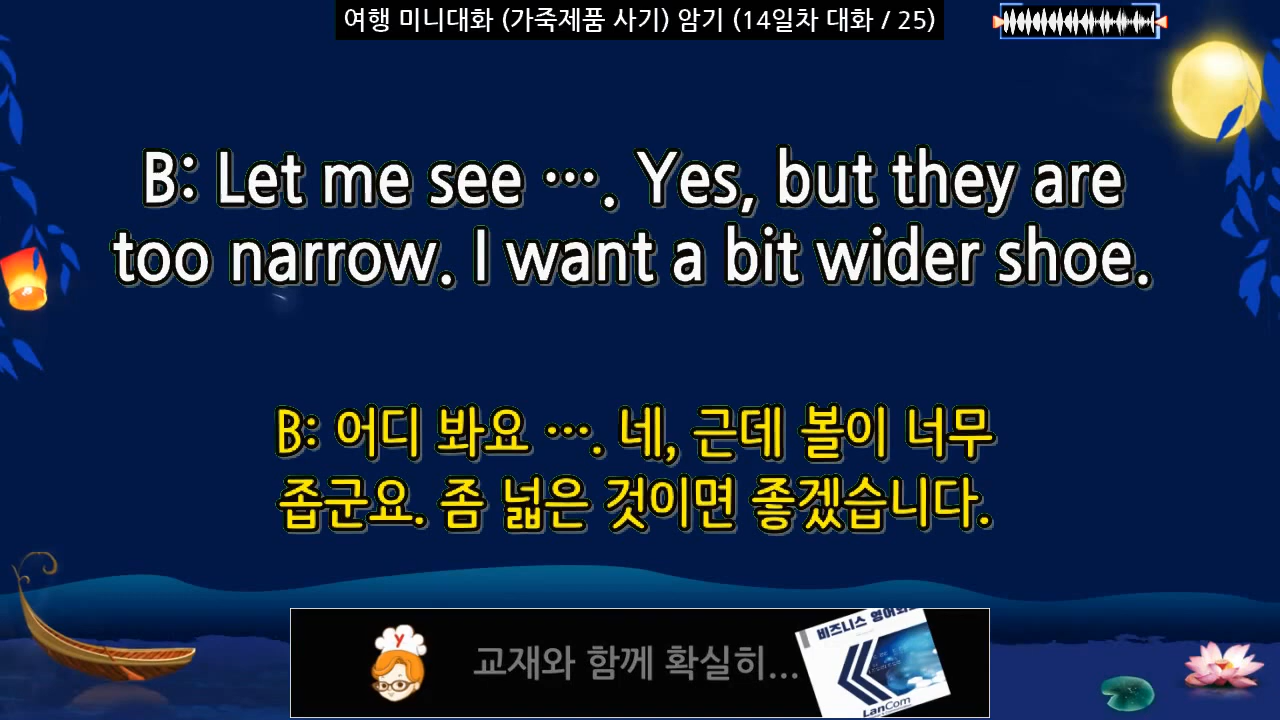 여행 미니대화 (가죽제품 사기) 암기 (14일차 대화 / 25)
B: Let me see ···. Yes, but they are
too narrow. I want a bit wider shoe.
B: 어디 봐요 ···. 네, 근데 볼이 너무
좁군요. 좀 넓은 것이면 좋겠습니다.
Y
교재와 함께 확실히...
비즈니스 영어회
LanCom